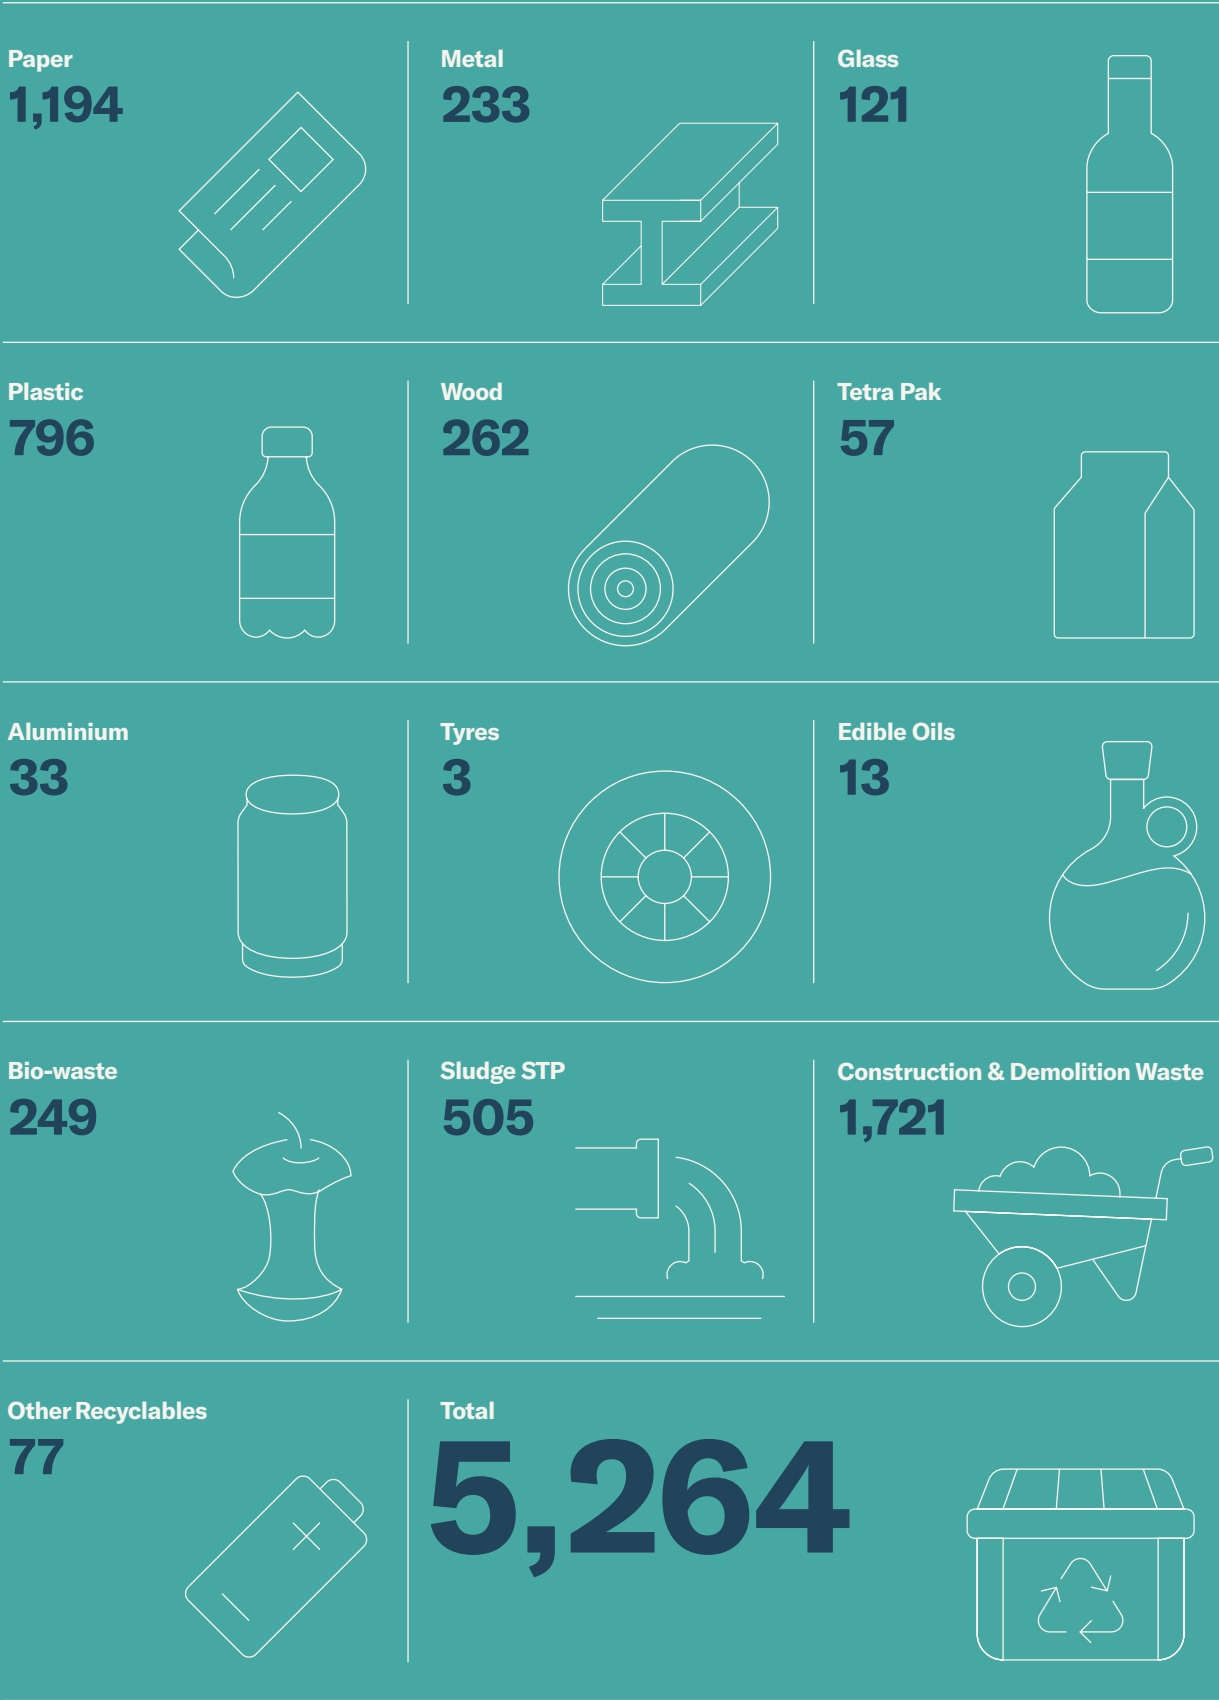 Paper
1,194
Metal
233
Glass
121
Plastic
796
Wood
262
Tetra Pak
57
Aluminium
33
Tyres
3
Edible Oils
13
Bio-waste
249
Sludge STP
505
Construction & Demolition Waste
1,721
Other Recyclables
77
Total
5,264